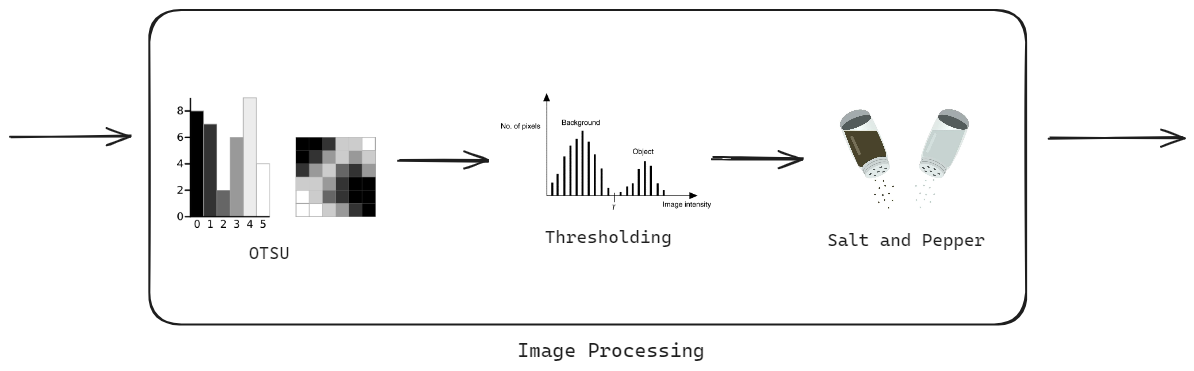 8
6
4
2
0
0 1 2 3 4 5
OTSU
No. of pixels
Background
Object
Image intensity
Thresholding
Salt and Pepper
Image Processing